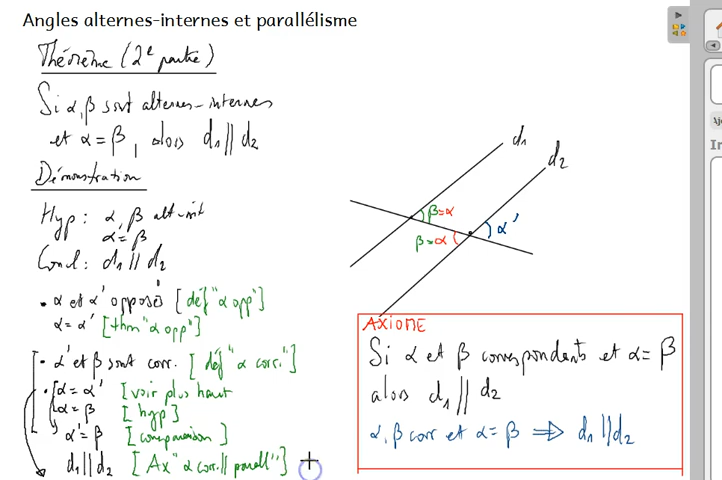 Angles alternes-internes et parallélisme
Théorème (2e partie)
Si α, β sont alternes-internes
et α = β, alors d1 // d2
Démonstration
Hyp: α, β alt-int
α = β
Concl: d1 // d2
• α et α' opposés [déf "α opp"]
α = α' [thm "α opp"]
• α' et β sont corr. [déf "α corr."]
• α = α' [voir plus haut
α = β [hyp]
α' = β [comparaison]
d1 // d2 [Ax "α corr. // parall"]
d1
d2
β=α
β=α
α'
AXIOME
Si α et β correspondants et α = β
alors d1 // d2
α, β corr et α = β ⇒ d1 // d2
Aj
In